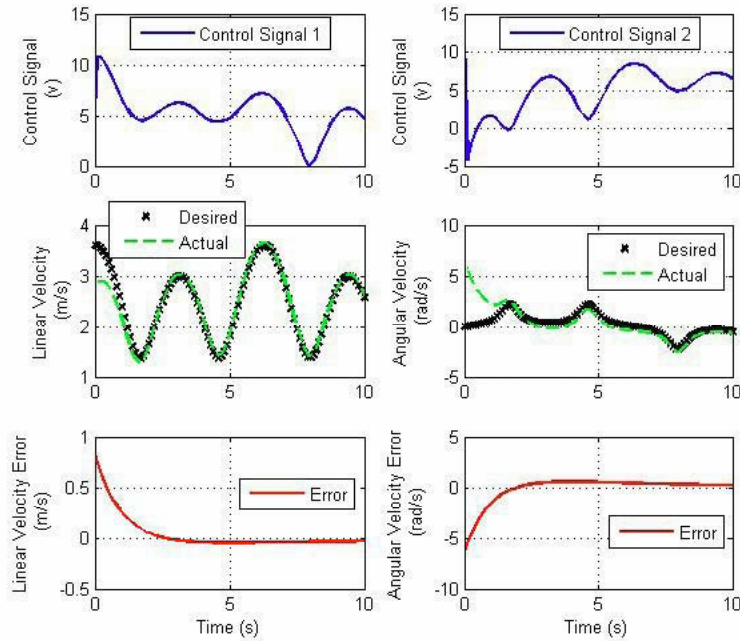 Control Signal 1
Control Signal
(v)
15
10
5
0
0
5
10
Control Signal 2
Control Signal
(v)
15
10
5
0
-5
0
5
10
Desired
Actual
Linear Velocity
(m/s)
4
3
2
1
0
5
10
Desired
Actual
Angular Velocity
(rad/s)
10
5
0
-5
0
5
10
Error
Linear Velocity Error
(m/s)
1
0.5
0
-0.5
0
5
10
Time (s)
Error
Angular Velocity Error
(rad/s)
5
0
-5
-10
0
5
10
Time (s)